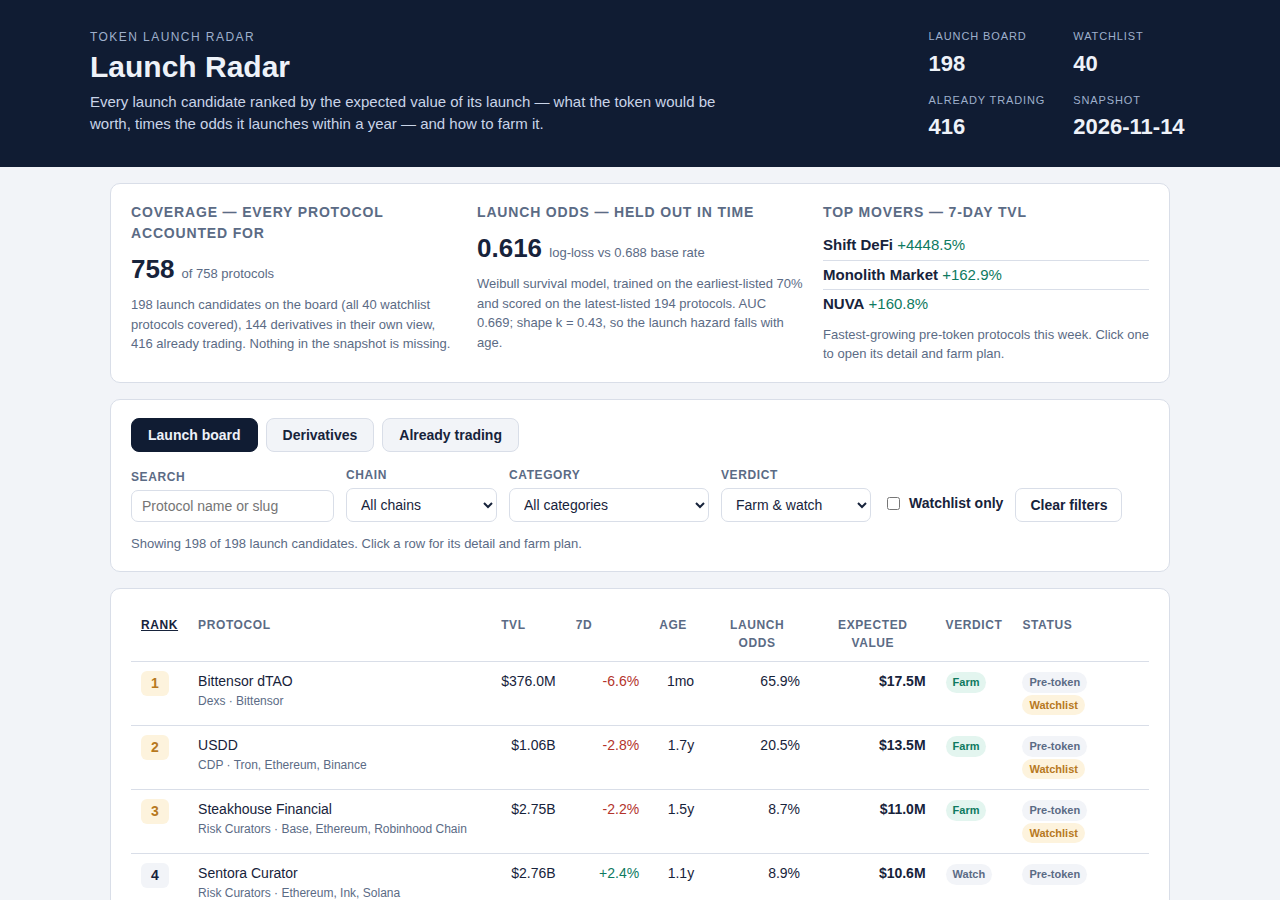 TOKEN LAUNCH RADAR
Launch Radar
Every launch candidate ranked by the expected value of its launch — what the token would be
worth, times the odds it launches within a year — and how to farm it.
LAUNCH BOARD
198
WATCHLIST
40
ALREADY TRADING
416
SNAPSHOT
2026-11-14
COVERAGE — EVERY PROTOCOL
ACCOUNTED FOR
758 of 758 protocols
198 launch candidates on the board (all 40 watchlist
protocols covered), 144 derivatives in their own view,
416 already trading. Nothing in the snapshot is missing.
LAUNCH ODDS — HELD OUT IN TIME
0.616 log-loss vs 0.688 base rate
Weibull survival model, trained on the earliest-listed 70%
and scored on the latest-listed 194 protocols. AUC
0.669; shape k = 0.43, so the launch hazard falls with
age.
TOP MOVERS — 7-DAY TVL
Shift DeFi +4448.5%
Monolith Market +162.9%
NUVA +160.8%
Fastest-growing pre-token protocols this week. Click one
to open its detail and farm plan.
Launch board Derivatives Already trading
SEARCH CHAIN CATEGORY VERDICT
Protocol name or slug All chains All categories Farm & watch Watchlist only Clear filters
Showing 198 of 198 launch candidates. Click a row for its detail and farm plan.
RANK PROTOCOL TVL 7D AGE LAUNCH ODDS EXPECTED VALUE VERDICT STATUS
1 Bittensor dTAO $376.0M -6.6% 1mo 65.9% $17.5M Farm Pre-token
Dexs · Bittensor Watchlist
2 USDD $1.06B -2.8% 1.7y 20.5% $13.5M Farm Pre-token
CDP · Tron, Ethereum, Binance Watchlist
3 Steakhouse Financial $2.75B -2.2% 1.5y 8.7% $11.0M Farm Pre-token
Risk Curators · Base, Ethereum, Robinhood Chain Watchlist
4 Sentora Curator $2.76B +2.4% 1.1y 8.9% $10.6M Watch Pre-token
Risk Curators · Ethereum, Ink, Solana